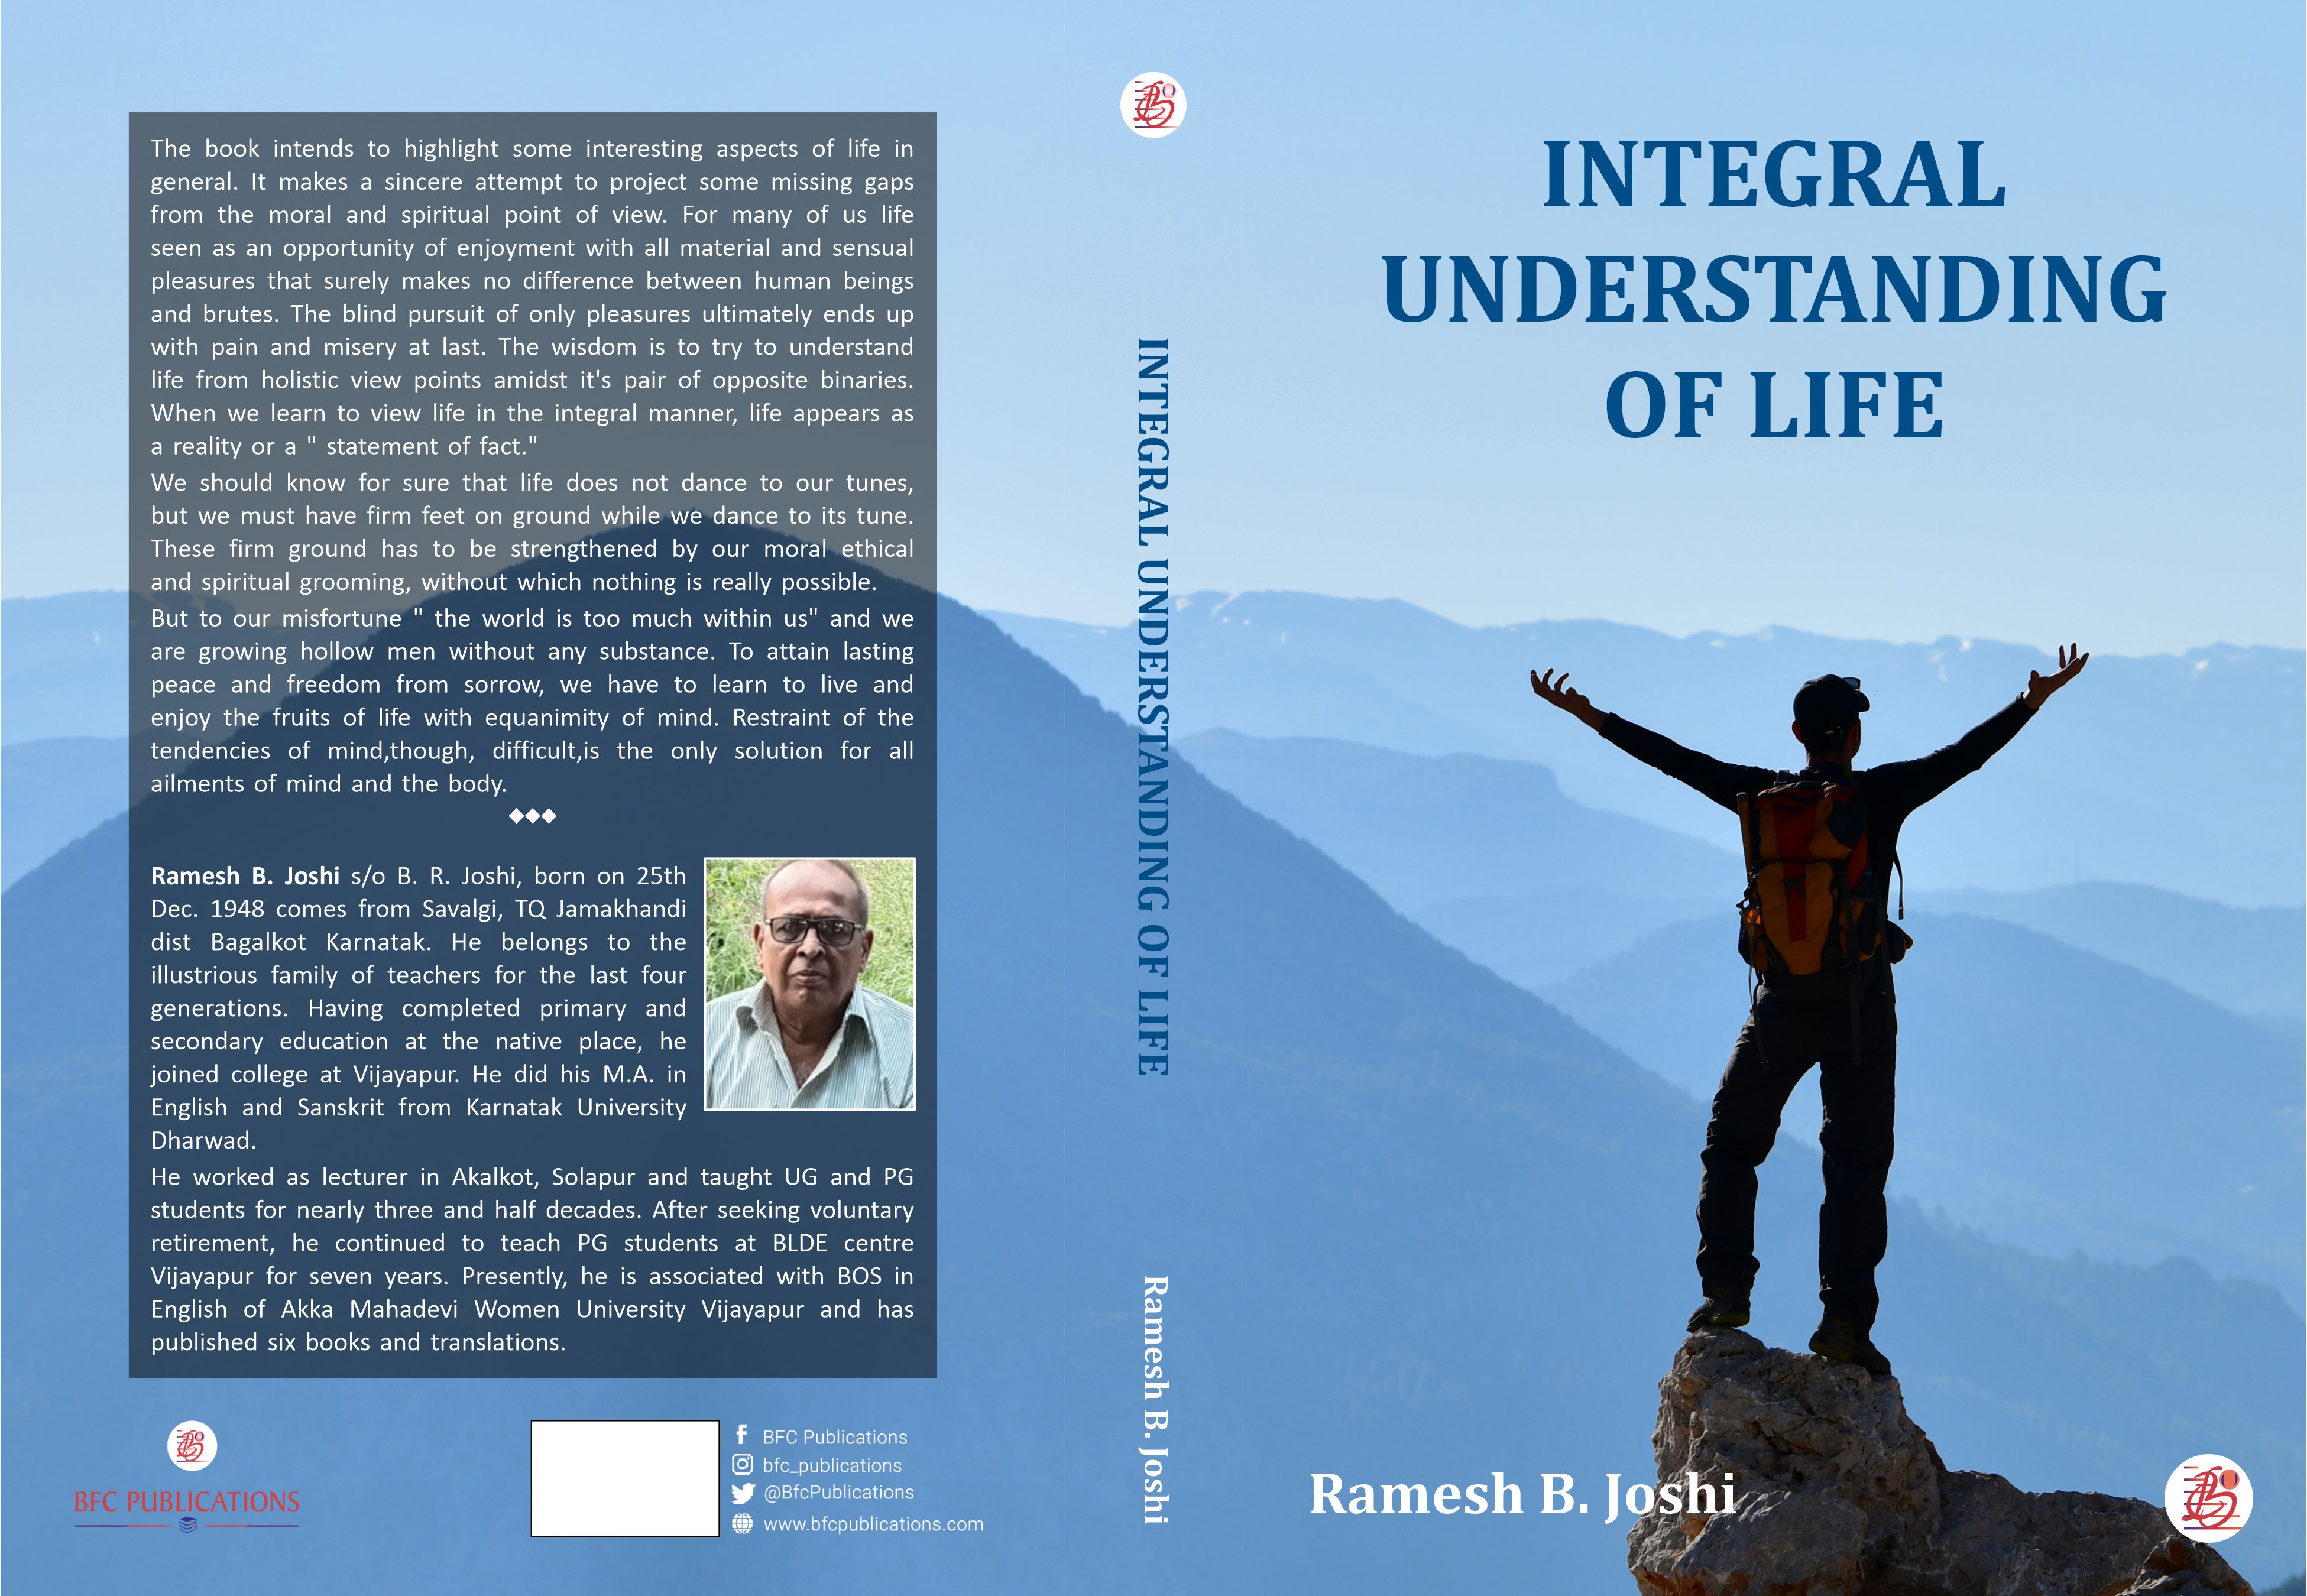 The book intends to highlight some interesting aspects of life in
general. It makes a sincere attempt to project some missing gaps
from the moral and spiritual point of view. For many of us life
seen as an opportunity of enjoyment with all material and sensual
pleasures that surely makes no difference between human beings
and brutes. The blind pursuit of only pleasures ultimately ends up
with pain and misery at last. The wisdom is to try to understand
life from holistic view points amidst it's pair of opposite binaries.
When we learn to view life in the integral manner, life appears as
a reality or a " statement of fact."
We should know for sure that life does not dance to our tunes,
but we must have firm feet on ground while we dance to its tune.
These firm ground has to be strengthened by our moral ethical
and spiritual grooming, without which nothing is really possible.
But to our misfortune " the world is too much within us" and we
are growing hollow men without any substance. To attain lasting
peace and freedom from sorrow, we have to learn to live and
enjoy the fruits of life with equanimity of mind. Restraint of the
tendencies of mind,though, difficult,is the only solution for all
ailments of mind and the body.
Ramesh B. Joshi s/o B. R. Joshi, born on 25th
Dec. 1948 comes from Savalgi, TQ Jamakhandi
dist Bagalkot Karnatak. He belongs to the
illustrious family of teachers for the last four
generations. Having completed primary and
secondary education at the native place, he
joined college at Vijayapur. He did his M.A. in
English and Sanskrit from Karnatak University
Dharwad.
He worked as lecturer in Akalkot, Solapur and taught UG and PG
students for nearly three and half decades. After seeking voluntary
retirement, he continued to teach PG students at BLDE centre
Vijayapur for seven years. Presently, he is associated with BOS in
English of Akka Mahadevi Women University Vijayapur and has
published six books and translations.
BFC PUBLICATIONS
BFC Publications
bfc_publications
@BfcPublications
www.bfcpublications.com
INTEGRAL UNDERSTANDING OF LIFE
Ramesh B. Joshi
INTEGRAL
UNDERSTANDING
OF LIFE
Ramesh B. Joshi